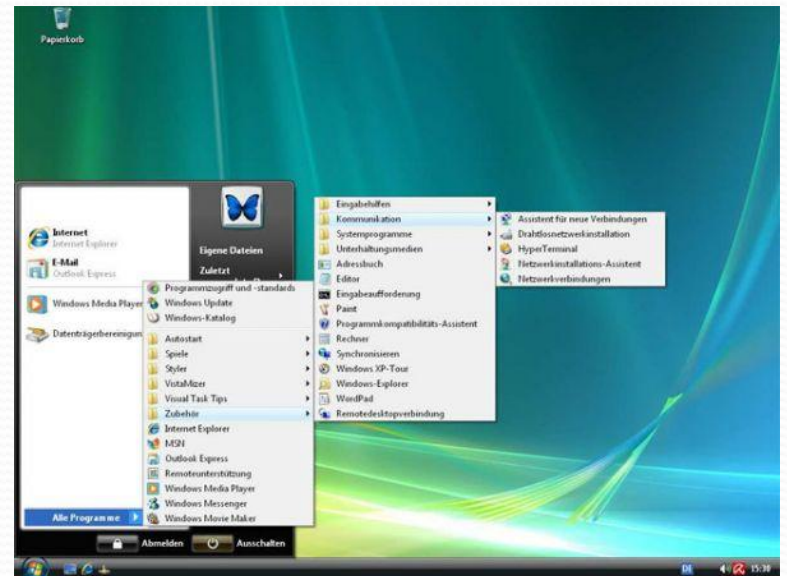 Papierkorb
Internet
Internet Explorer
E-Mail
Outlook Express
Windows Media Player
Datenträgerbereinigun
Alle Programme
Eigene Dateien
Zuletzt
Abmelden
Ausschalten
Programmzugriff und -standards
Windows Update
Windows-Katalog
Autostart
Spiele
Styler
VistaMizer
Visual Task Tips
Zubehör
Internet Explorer
MSN
Outlook Express
Remoteunterstützung
Windows Media Player
Windows Messenger
Windows Movie Maker
Eingabehilfen
Kommunikation
Systemprogramme
Unterhaltungsmedien
Adressbuch
Editor
Eingabeaufforderung
Paint
Programmkompatibilitäts-Assistent
Rechner
Synchronisieren
Windows XP-Tour
Windows-Explorer
WordPad
Remotedesktopverbindung
Assistent für neue Verbindungen
Drahtlosnetzwerkinstallation
HyperTerminal
Netzwerkinstallations-Assistent
Netzwerkverbindungen
DE
15:30